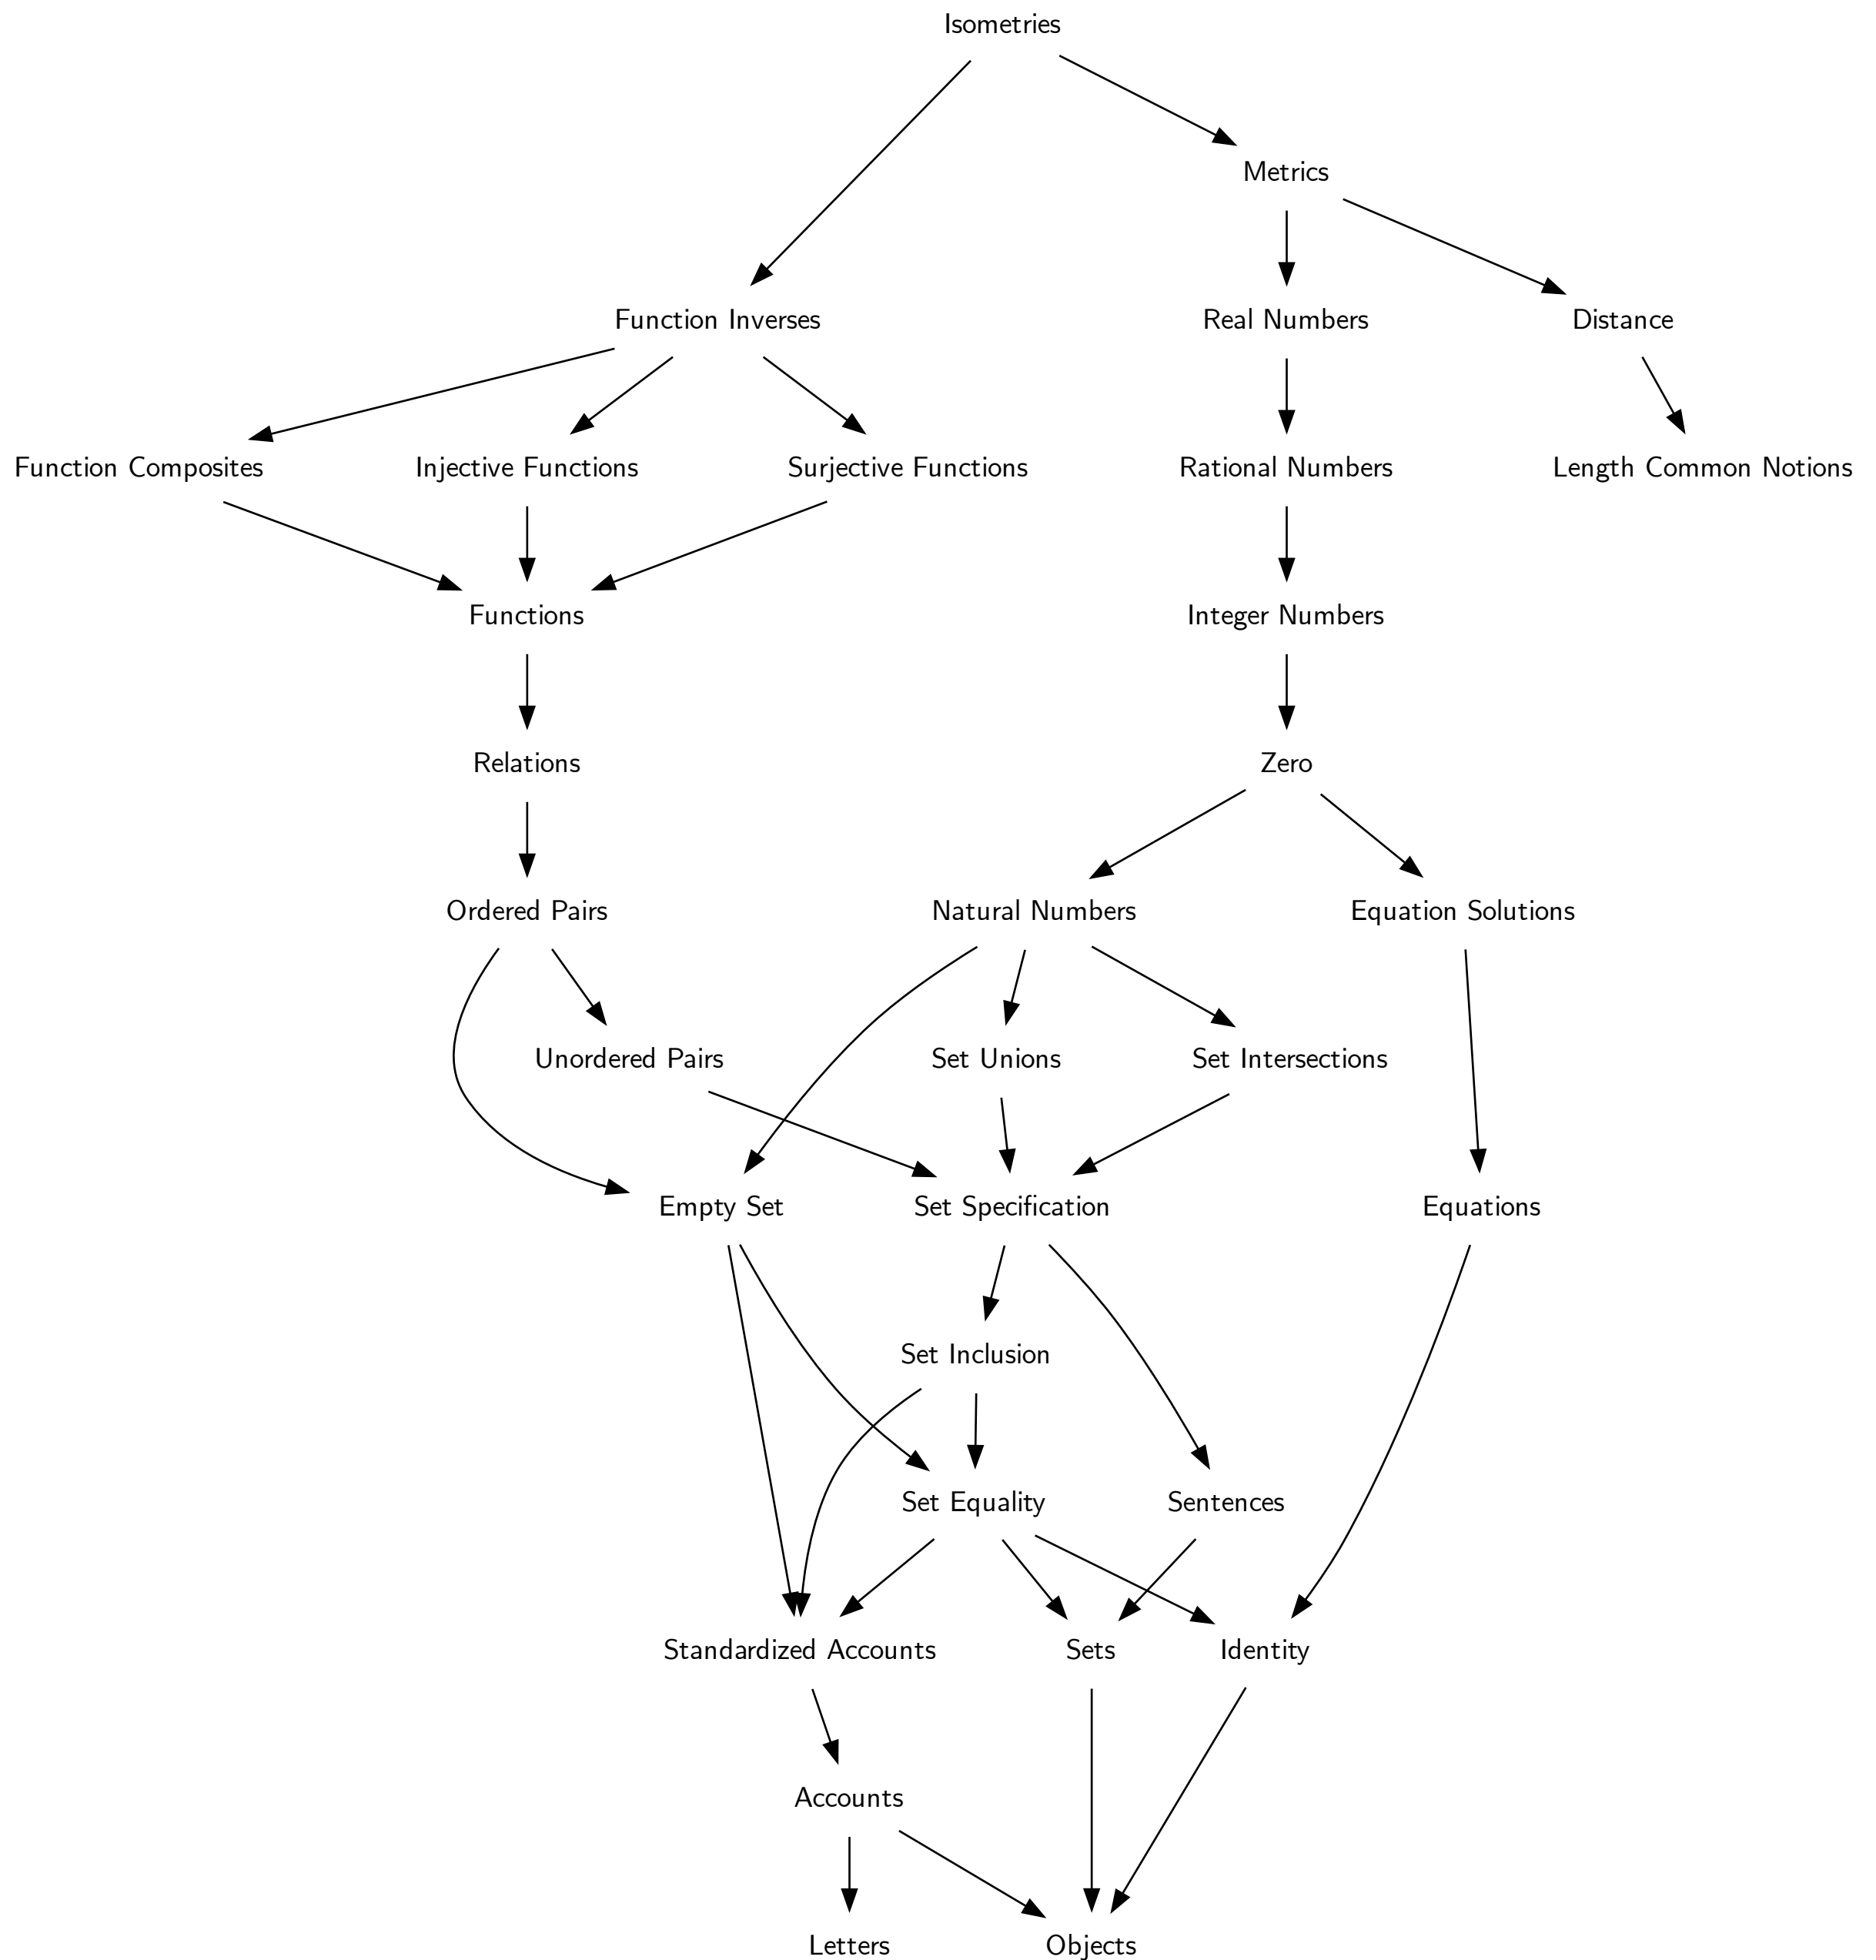 Isometries
Metrics
Function Inverses
Real Numbers
Distance
Function Composites
Injective Functions
Surjective Functions
Rational Numbers
Length Common Notions
Functions
Integer Numbers
Relations
Zero
Ordered Pairs
Natural Numbers
Equation Solutions
Unordered Pairs
Set Unions
Set Intersections
Empty Set
Set Specification
Equations
Set Inclusion
Set Equality
Sentences
Standardized Accounts
Sets
Identity
Accounts
Letters
Objects